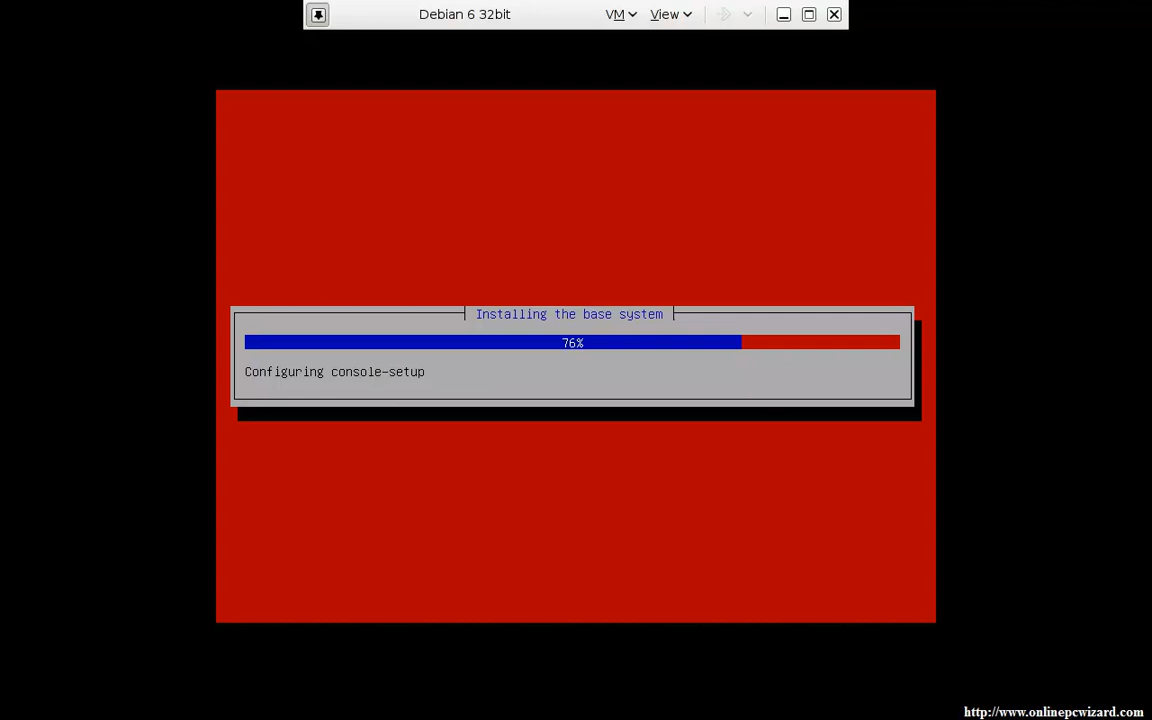 Debian 6 32bit VM View
Installing the base system
76%
Configuring console-setup
http://www.onlinepcwizard.com